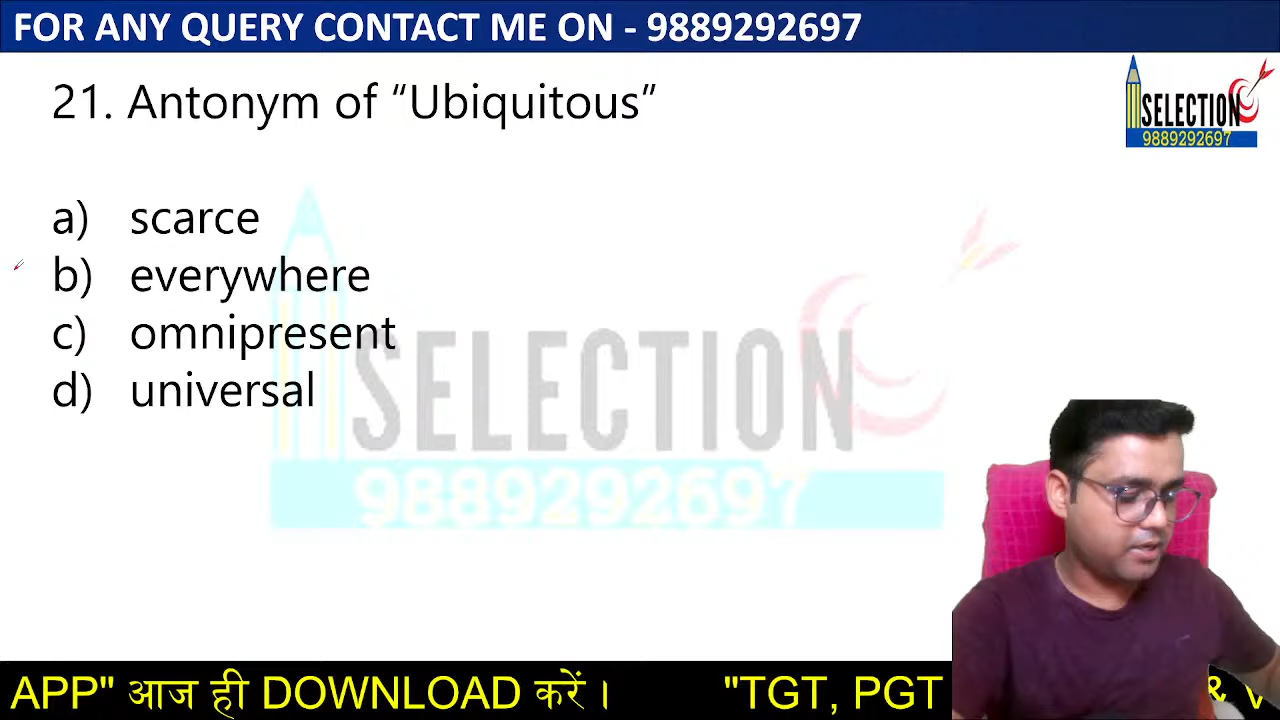 FOR ANY QUERY CONTACT ME ON - 9889292697
SELECTION
9889292697
21. Antonym of “Ubiquitous”
a) scarce
b) everywhere
c) omnipresent
d) universal
SELECTION
9889292697
APP" आज ही DOWNLOAD करें। "TGT, PGT &